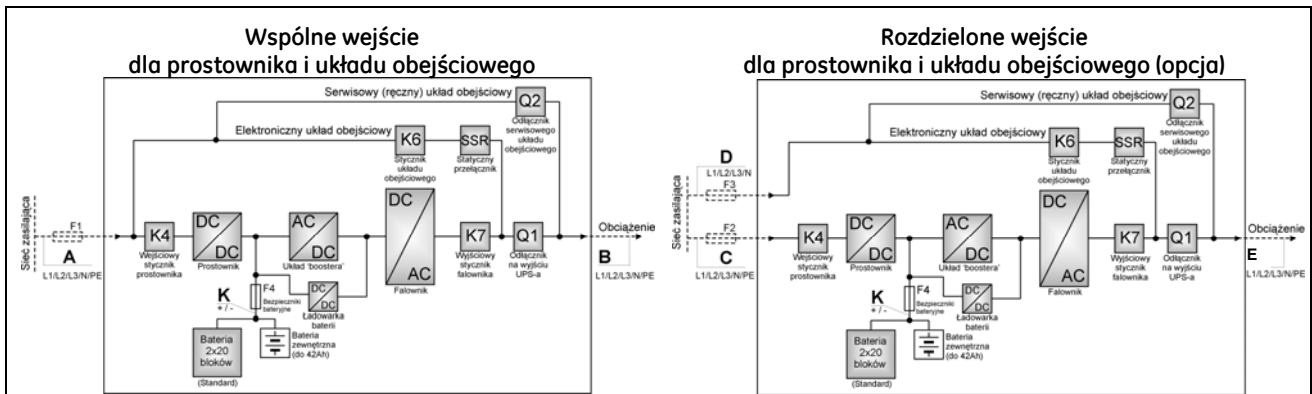 Wspólne wejście
dla prostownika i układu obejściowego
Serwisowy (ręczny) układ obejściowy
Q2
Odłącznik
serwisowego
układu
obejściowego
Elektroniczny układ obejściowy
K6
Stycznik
układu
obejściowego
SSR
Statyczny
przełącznik
Sieć zasilająca
F1
A
L1/L2/L3/N/PE
K4
Wejściowy
stycznik
prostownika
DC
DC
Prostownik
AC
DC
Układ 'boostera'
DC
AC
Falownik
K7
Wyjściowy
stycznik
falownika
Q1
Odłącznik
na wyjściu
UPS-a
Obciążenie
B
L1/L2/L3/N/PE
K
+ / -
F4
Bezpieczniki
bateryjne
DC
DC
Ładowarka
baterii
Bateria
2x20
bloków
(Standard)
Bateria
zewnętrzna
(do 42Ah)
Rozdzielone wejście
dla prostownika i układu obejściowego (opcja)
Serwisowy (ręczny) układ obejściowy
Q2
Odłącznik
serwisowego
układu
obejściowego
Elektroniczny układ obejściowy
K6
Stycznik
układu
obejściowego
SSR
Statyczny
przełącznik
Sieć zasilająca
D
L1/L2/L3/N
F3
F2
C
L1/L2/L3/N/PE
K4
Wejściowy
stycznik
prostownika
DC
DC
Prostownik
AC
DC
Układ 'boostera'
DC
AC
Falownik
K7
Wyjściowy
stycznik
falownika
Q1
Odłącznik
na wyjściu
UPS-a
Obciążenie
E
L1/L2/L3/N/PE
K
+ / -
F4
Bezpieczniki
bateryjne
DC
DC
Ładowarka
baterii
Bateria
2x20
bloków
(Standard)
Bateria
zewnętrzna
(do 42Ah)